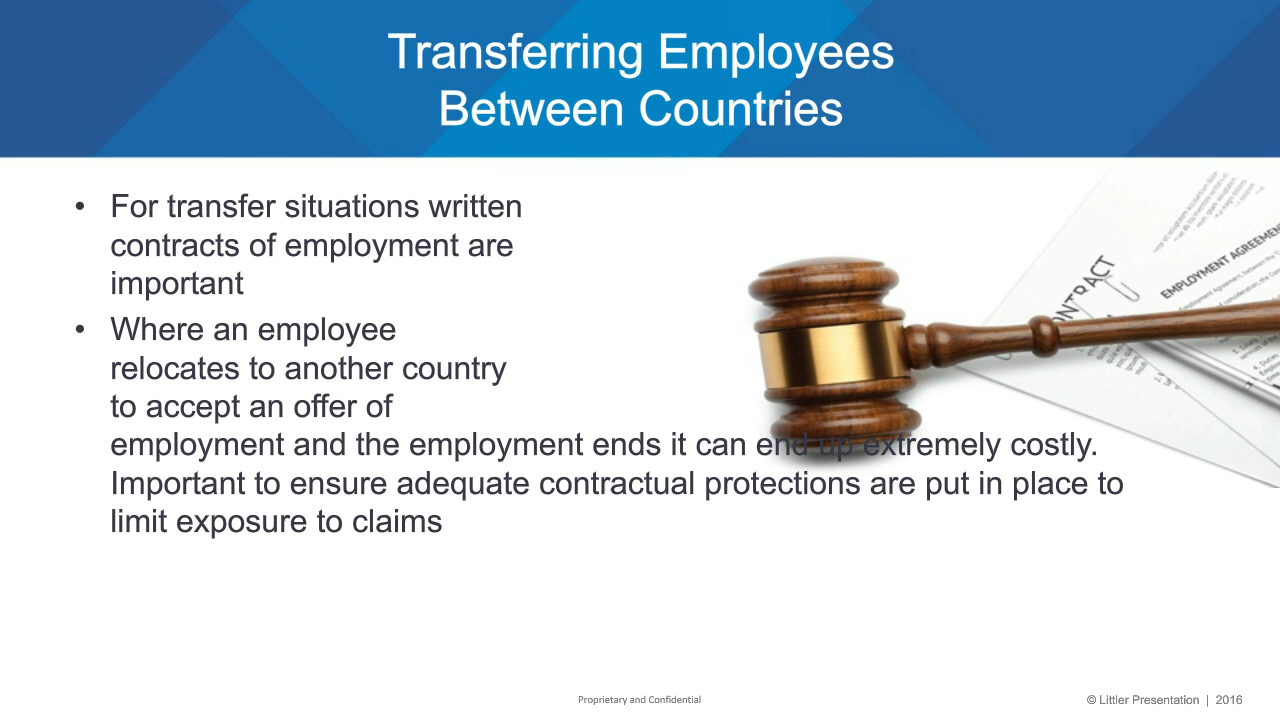 Transferring Employees
Between Countries
• For transfer situations written
contracts of employment are
important
• Where an employee
relocates to another country
to accept an offer of
employment and the employment ends it can end up extremely costly.
Important to ensure adequate contractual protections are put in place to
limit exposure to claims
EMPLOYMENT AGREEMENT
Proprietary and Confidential
© Littler Presentation | 2016